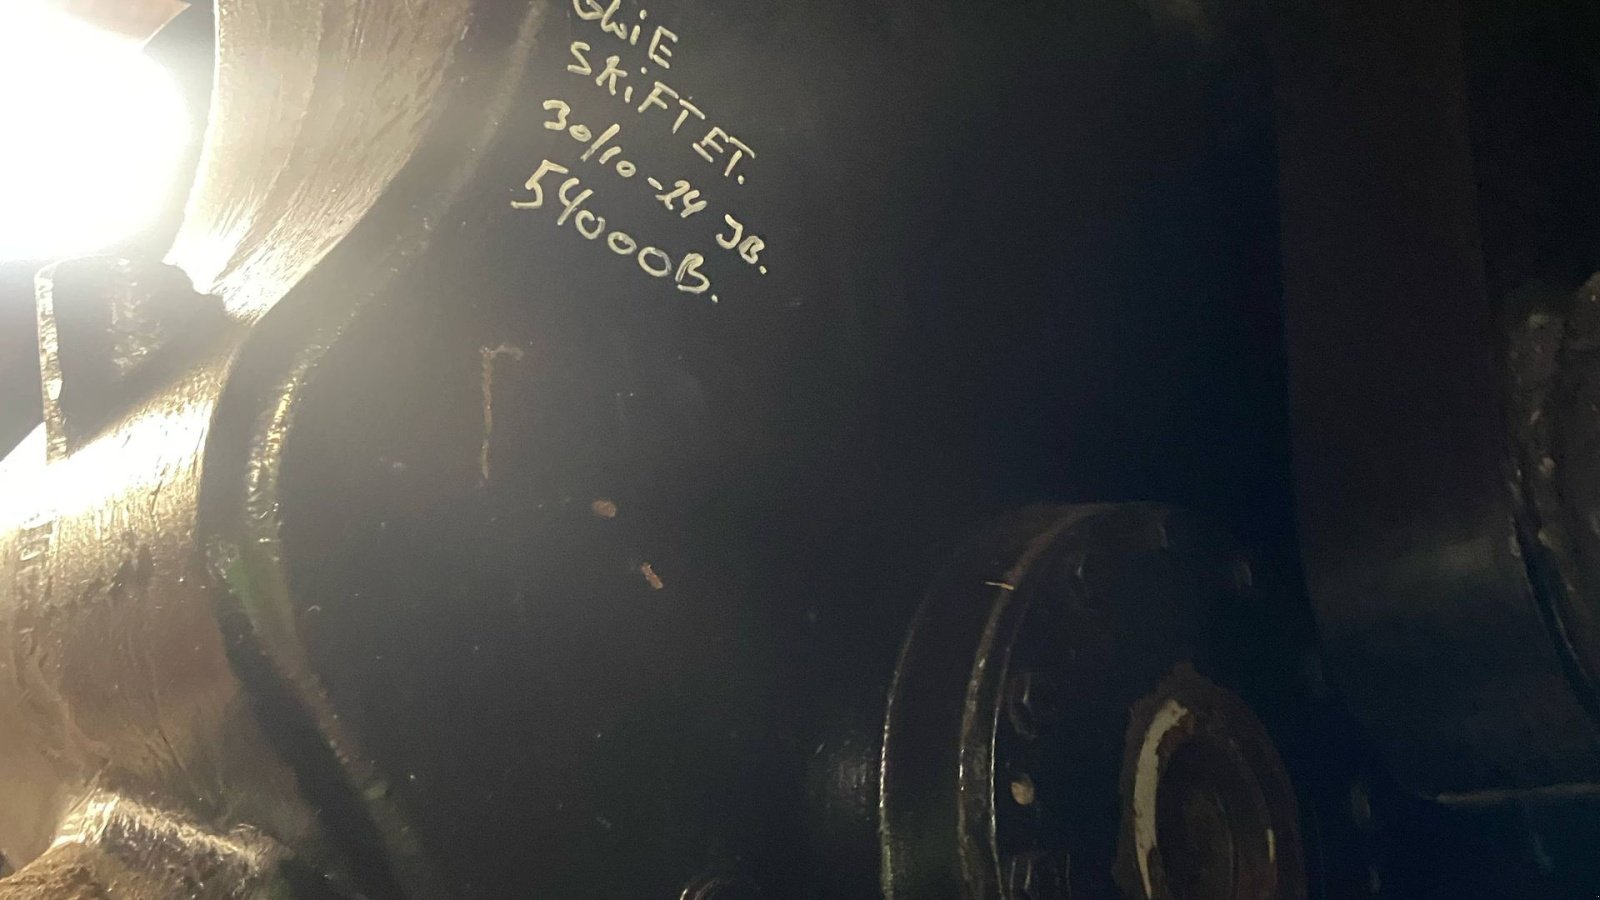 OLIE
SKiFTET.
30/10-24 JB.
54000B.